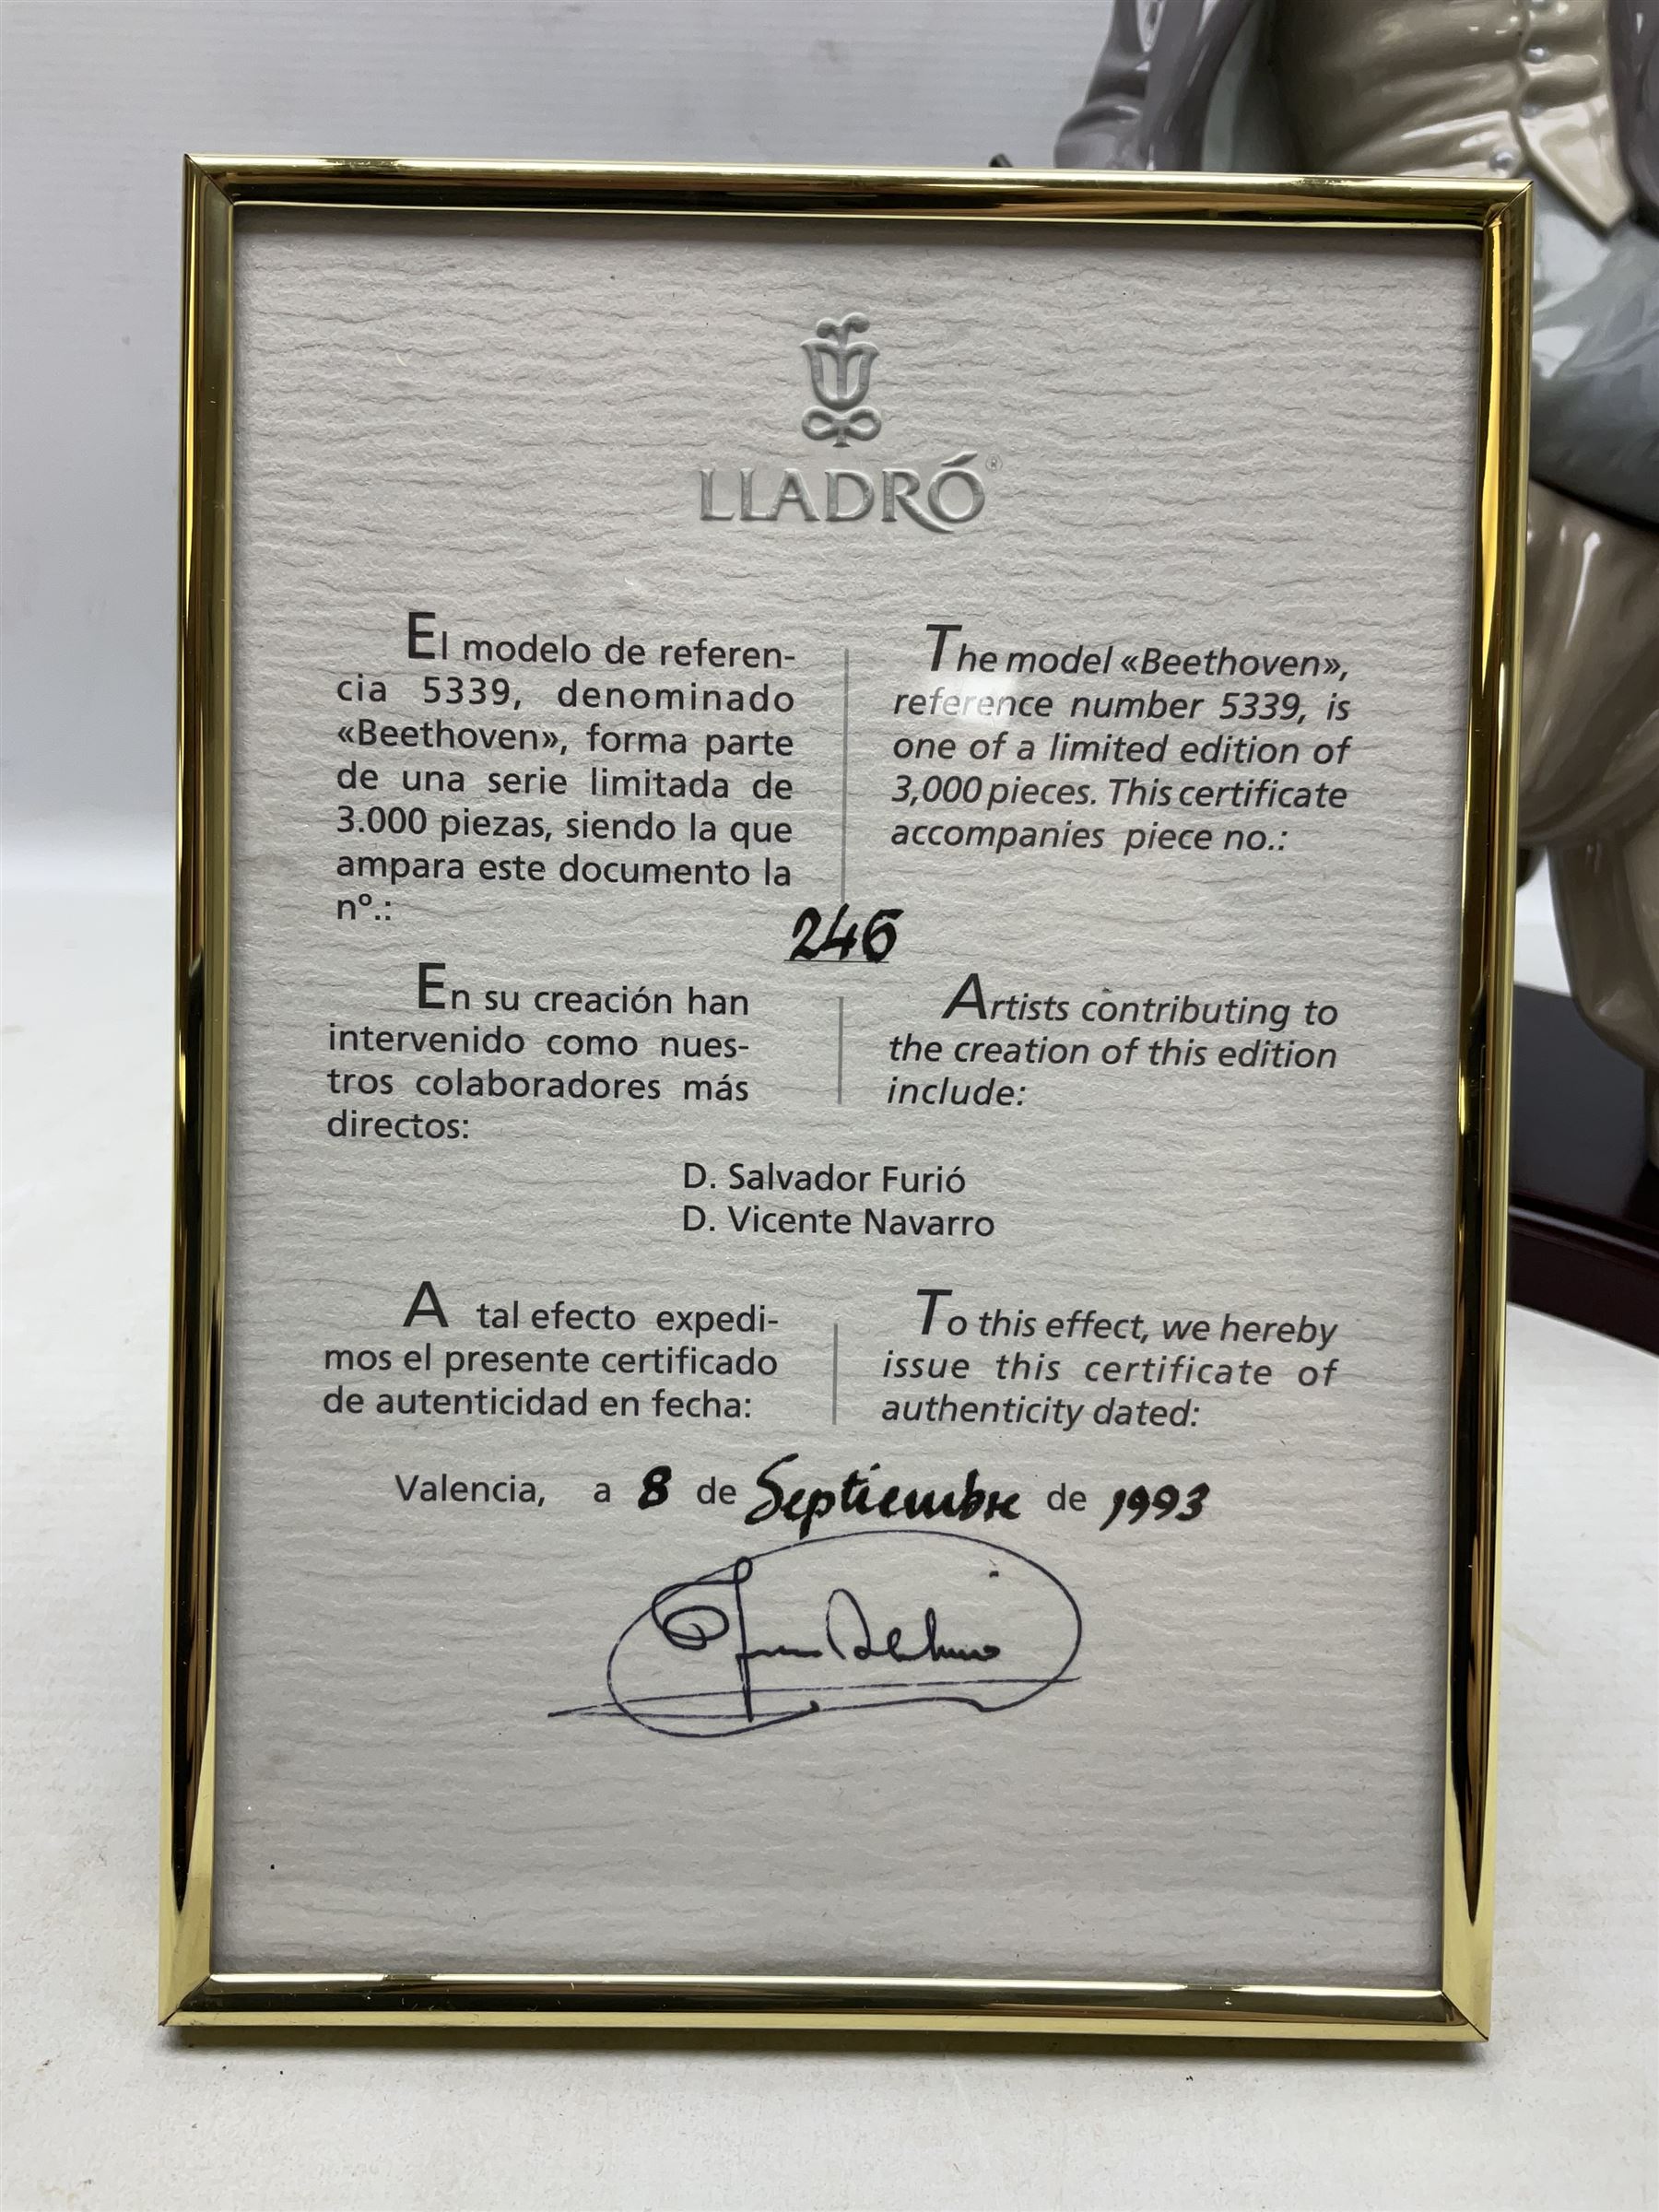 LLADRÓ®
El modelo de referen-
cia 5339, denominado
«Beethoven», forma parte
de una serie limitada de
3.000 piezas, siendo la que
ampara este documento la
nº.:
The model «Beethoven»,
reference number 5339, is
one of a limited edition of
3,000 pieces. This certificate
accompanies piece no.:
246
En su creación han
intervenido como nues-
tros colaboradores más
directos:
Artists contributing to
the creation of this edition
include:
D. Salvador Furió
D. Vicente Navarro
A tal efecto expedi-
mos el presente certificado
de autenticidad en fecha:
To this effect, we hereby
issue this certificate of
authenticity dated:
Valencia, a 8 de Septiembre de 1993